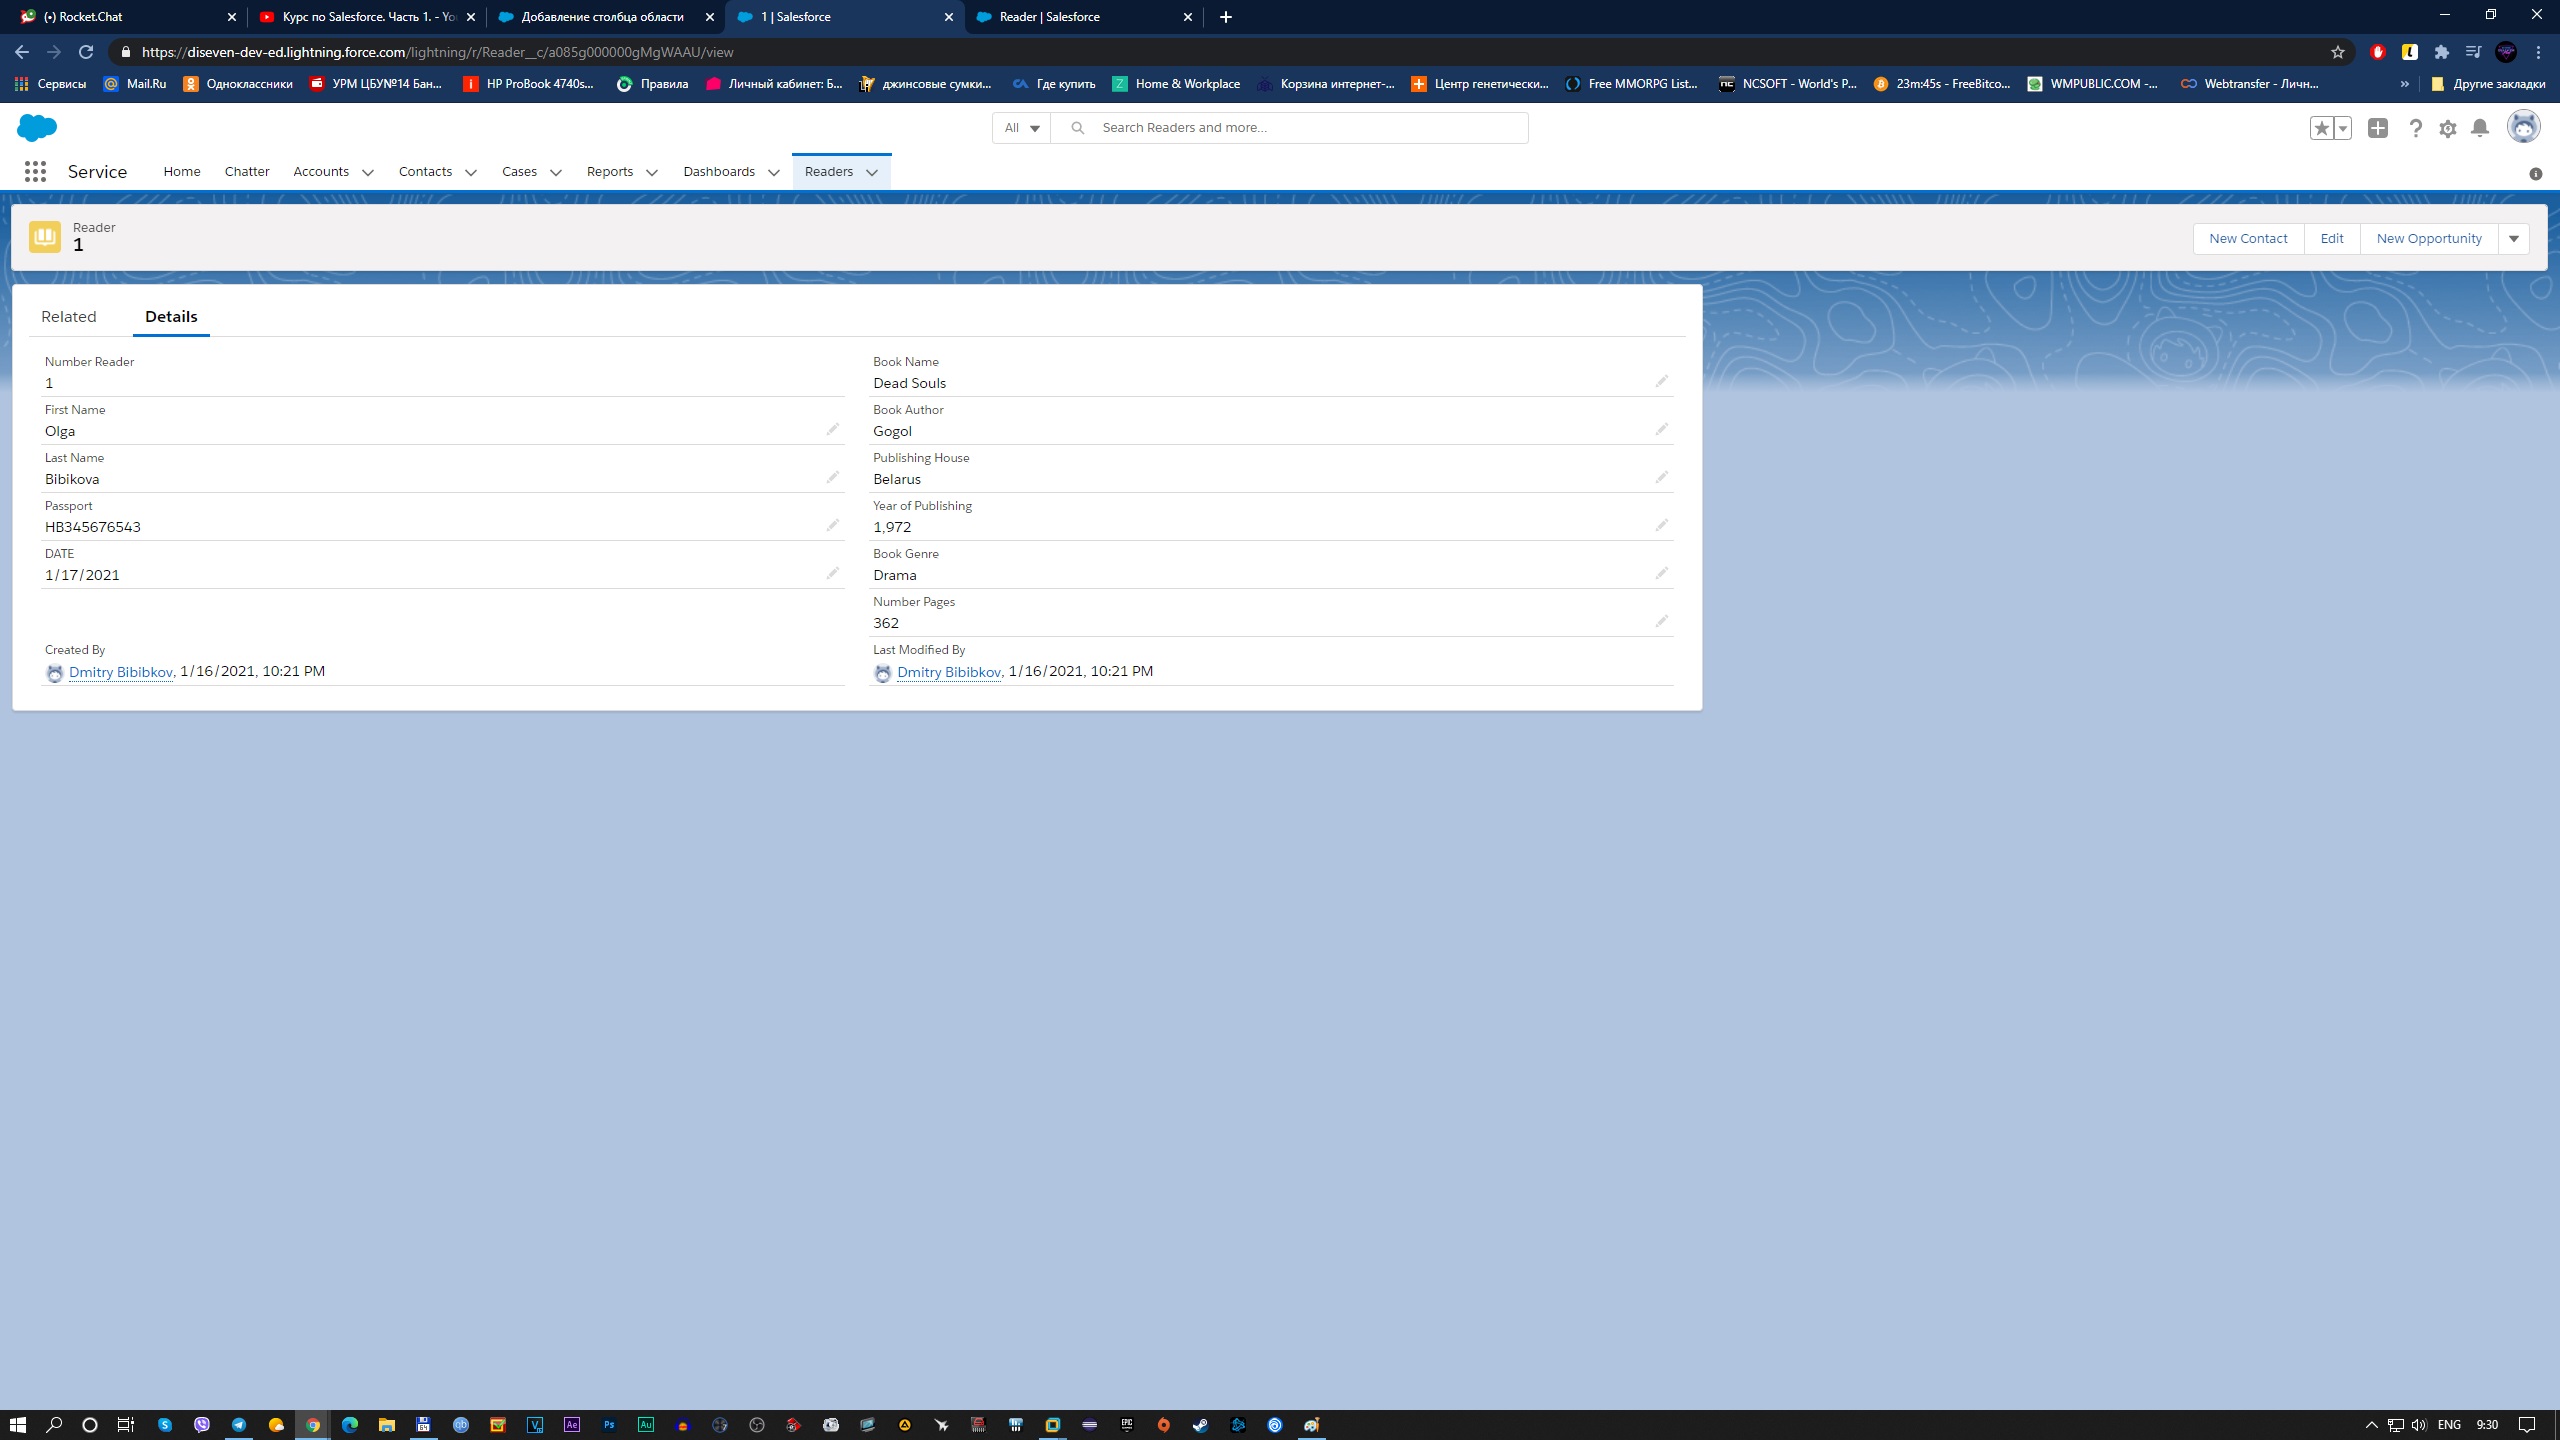 (•) Rocket.Chat
Курс по Salesforce. Часть 1. - Yo
Добавление столбца области
1 | Salesforce
Reader | Salesforce
https://diseven-dev-ed.lightning.force.com/lightning/r/Reader__c/a085g000000gMgWAAU/view
Сервисы
Mail.Ru
Одноклассники
УРМ ЦБУ№14 Бан...
HP ProBook 4740s...
Правила
Личный кабинет: Б...
джинсовые сумки...
Где купить
Home & Workplace
Корзина интернет-...
Центр генетически...
Free MMORPG List...
NCSOFT - World's P...
23m:45s - FreeBitco...
WMPUBLIC.COM -...
Webtransfer - Личн...
»
Другие закладки
All
Search Readers and more...
Service
Home
Chatter
Accounts
Contacts
Cases
Reports
Dashboards
Readers
Reader
1
New Contact
Edit
New Opportunity
Related
Details
Number Reader
1
Book Name
Dead Souls
First Name
Olga
Book Author
Gogol
Last Name
Bibikova
Publishing House
Belarus
Passport
HB345676543
Year of Publishing
1,972
DATE
1/17/2021
Book Genre
Drama
Number Pages
362
Created By
Dmitry Bibibkov, 1/16/2021, 10:21 PM
Last Modified By
Dmitry Bibibkov, 1/16/2021, 10:21 PM
ENG
9:30